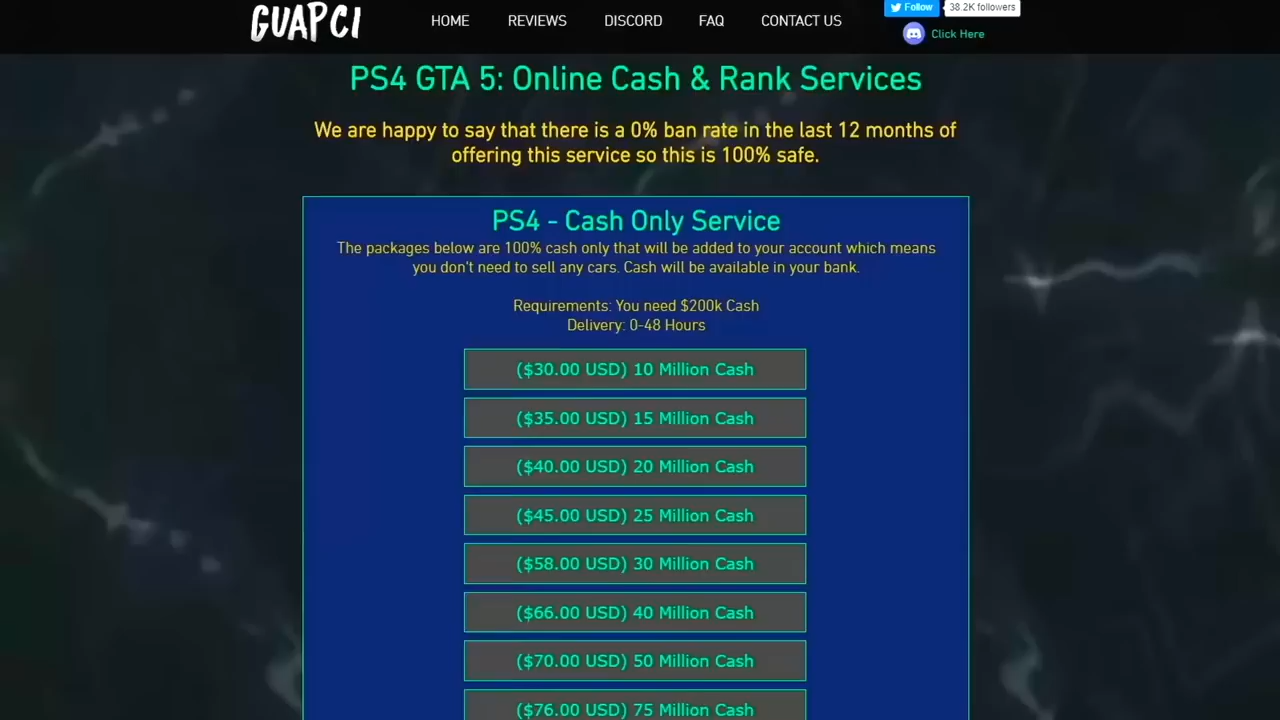 GUAPCI
HOME REVIEWS DISCORD FAQ CONTACT US
Follow 38.2K followers
Click Here
PS4 GTA 5: Online Cash & Rank Services
We are happy to say that there is a 0% ban rate in the last 12 months of
offering this service so this is 100% safe.
PS4 - Cash Only Service
The packages below are 100% cash only that will be added to your account which means
you don't need to sell any cars. Cash will be available in your bank.
Requirements: You need $200k Cash
Delivery: 0-48 Hours
($30.00 USD) 10 Million Cash
($35.00 USD) 15 Million Cash
($40.00 USD) 20 Million Cash
($45.00 USD) 25 Million Cash
($58.00 USD) 30 Million Cash
($66.00 USD) 40 Million Cash
($70.00 USD) 50 Million Cash
($76.00 USD) 75 Million Cash